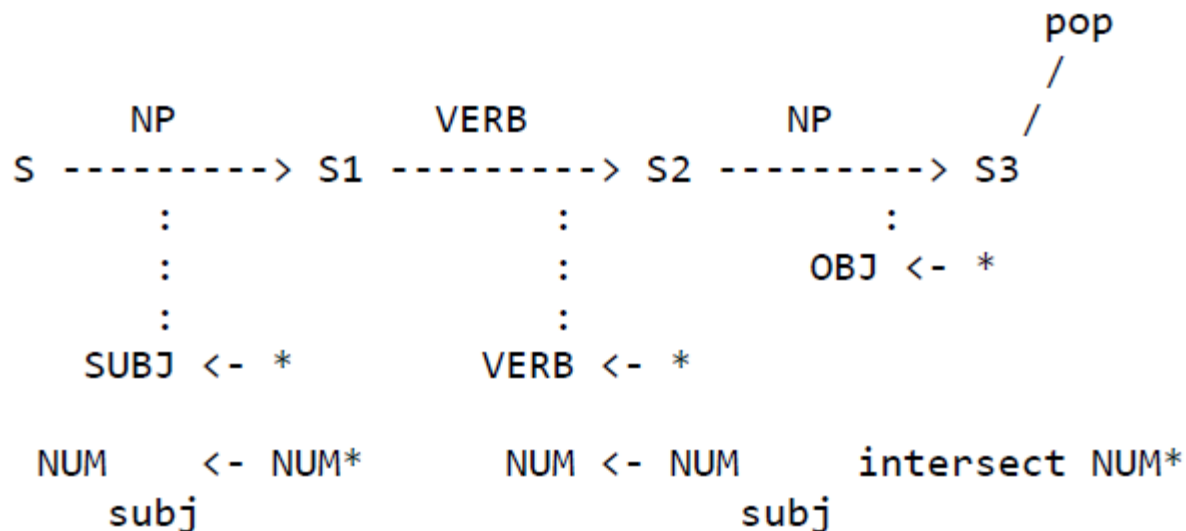 pop
/
NP VERB NP /
S ---------> S1 ---------> S2 ---------> S3
: : :
: : OBJ <- *
: :
SUBJ <- * VERB <- *
NUM <- NUM* NUM <- NUM intersect NUM*
subj subj